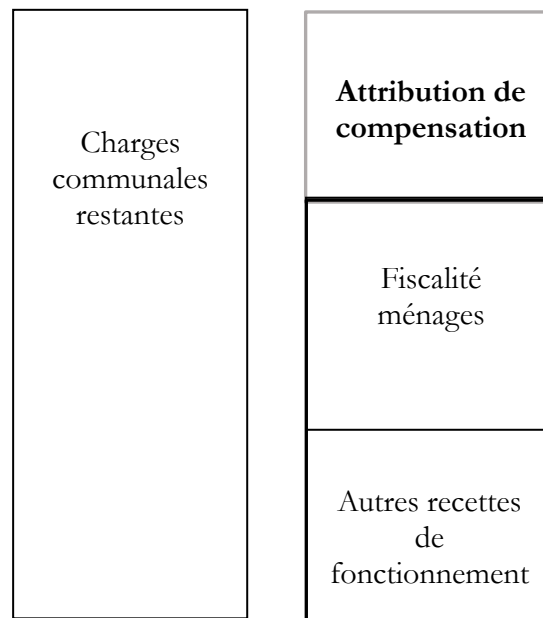 Charges
communales
restantes
Attribution de
compensation
Fiscalité
ménages
Autres recettes
de
fonctionnement